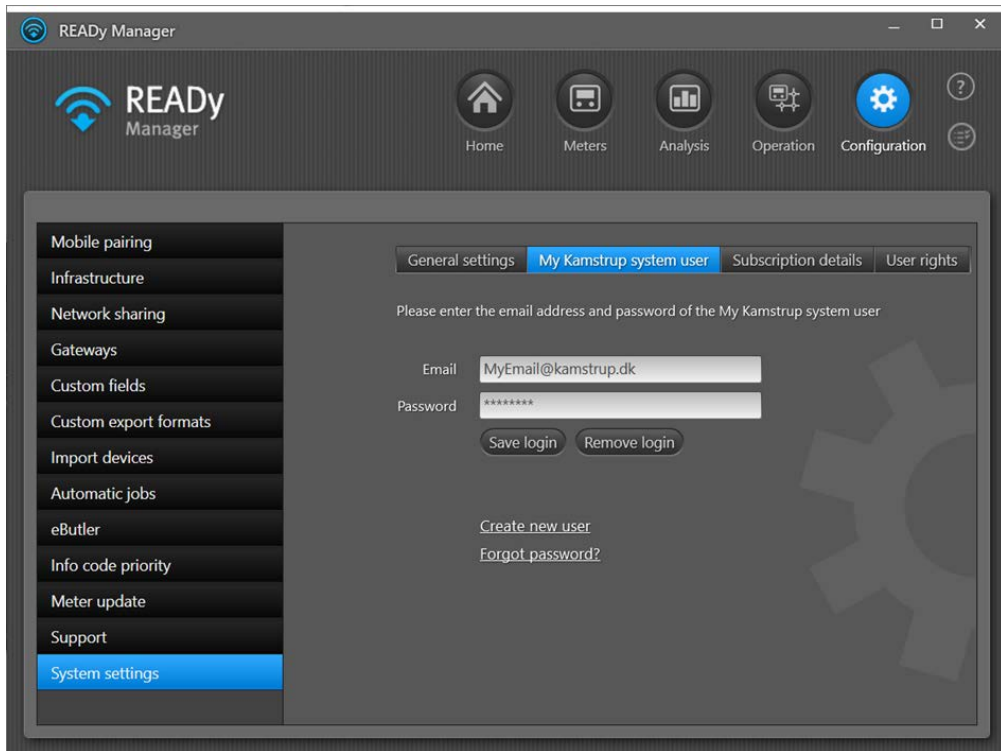 READy Manager
READy
Manager
Home
Meters
Analysis
Operation
Configuration
?
Mobile pairing
Infrastructure
Network sharing
Gateways
Custom fields
Custom export formats
Import devices
Automatic jobs
eButler
Info code priority
Meter update
Support
System settings
General settings
My Kamstrup system user
Subscription details
User rights
Please enter the email address and password of the My Kamstrup system user
Email MyEmail@kamstrup.dk
Password ********
Save login
Remove login
Create new user
Forgot password?